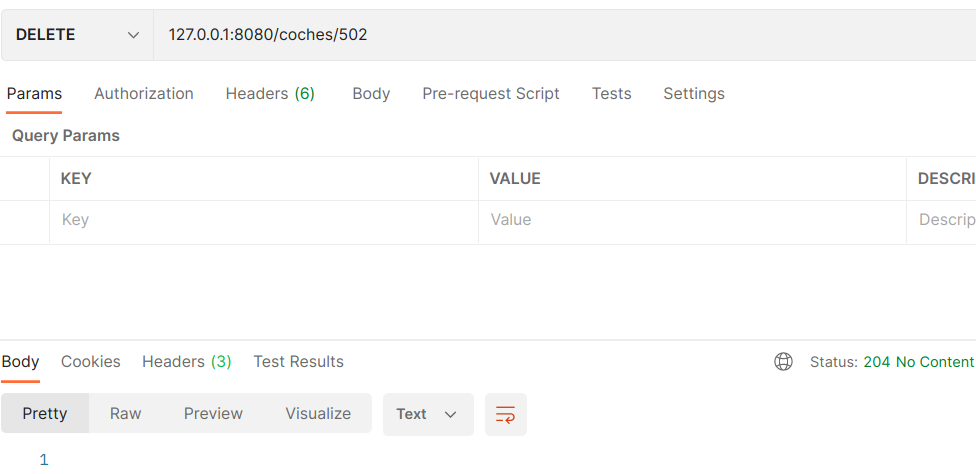 DELETE 127.0.0.1:8080/coches/502
Params Authorization Headers (6) Body Pre-request Script Tests Settings
Query Params
KEY VALUE DESCRI
Key Value Descrip
Body Cookies Headers (3) Test Results Status: 204 No Content
Pretty Raw Preview Visualize Text
1